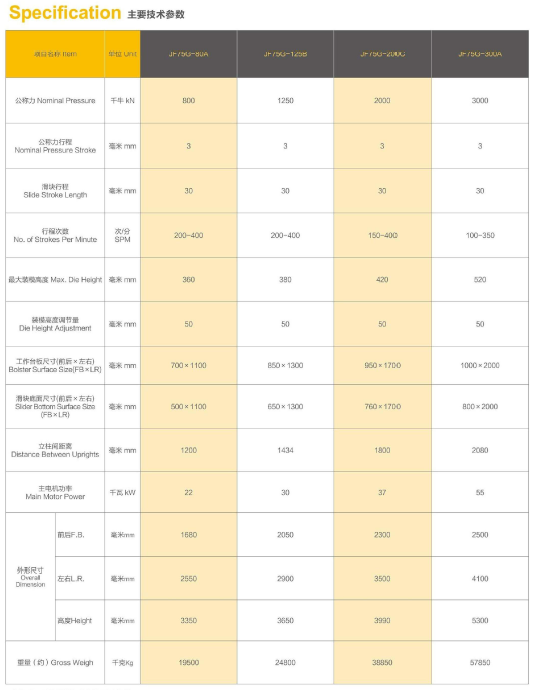 Specification 主要技术参数
项目名称 Item 单位 Unit JF75G-80A JF75G-125B JF75G-200C JF75G-300A
公称力 Nominal Pressure 千牛 kN 800 1250 2000 3000
公称力行程
Nominal Pressure Stroke 毫米 mm 3 3 3 3
滑块行程
Slide Stroke Length 毫米 mm 30 30 30 30
行程次数
No. of Strokes Per Minute 次/分 SPM 200-400 200-400 150-400 100-350
最大装模高度 Max. Die Height 毫米 mm 360 380 420 520
装模高度调节量
Die Height Adjustment 毫米 mm 50 50 50 50
工作台板尺寸(前后×左右)
Bolster Surface Size(FB×LR) 毫米 mm 700×1100 850×1300 950×1700 1000×2000
滑块底面尺寸(前后×左右)
Slider Bottom Surface Size
(FB×LR) 毫米 mm 500×1100 650×1300 760×1700 800×2000
立柱间距离
Distance Between Uprights 毫米 mm 1200 1434 1800 2080
主电机功率
Main Motor Power 千瓦 kW 22 30 37 55
外形尺寸
Overall
Dimension
前后F.B. 毫米mm 1680 2050 2300 2500
左右L.R. 毫米mm 2550 2900 3500 4100
高度Height 毫米mm 3350 3650 3990 5300
重量（约）Gross Weigh 千克Kg 19500 24800 38850 57850